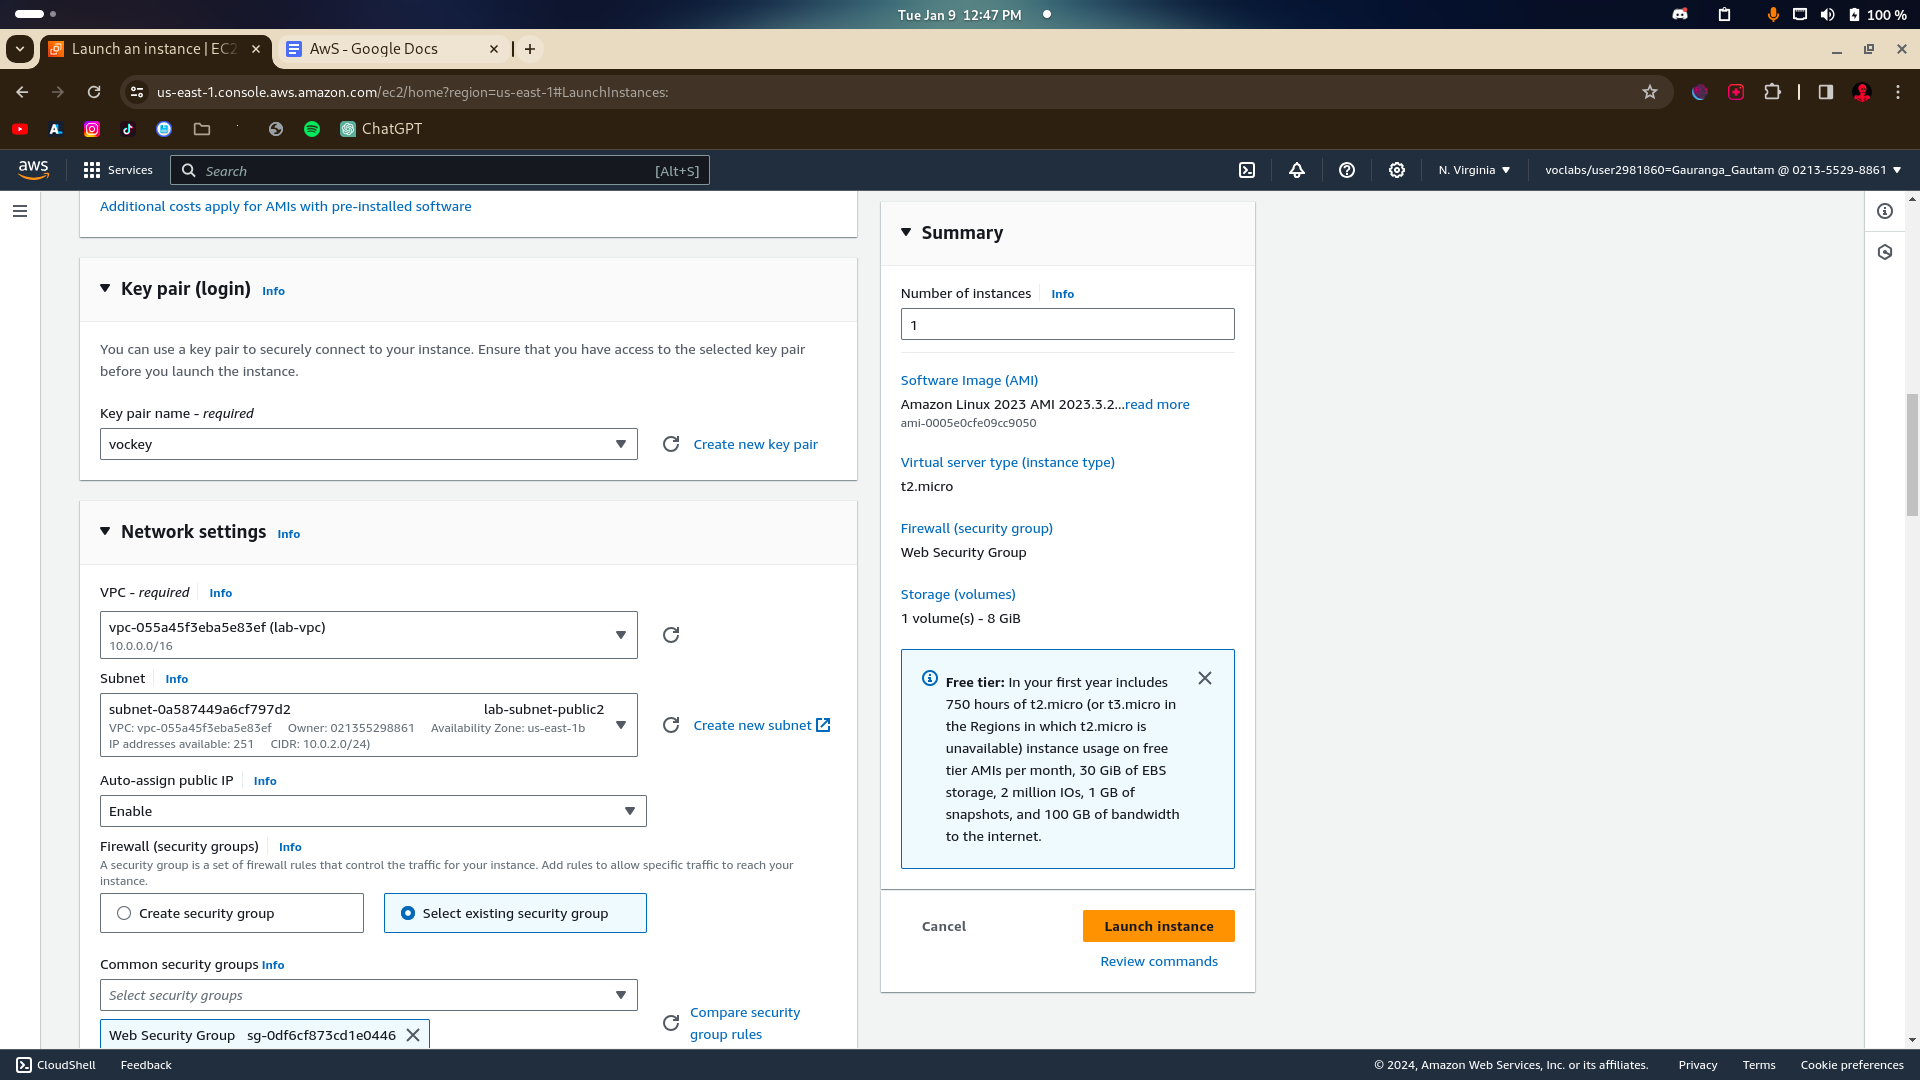 Tue Jan 9 12:47 PM
100 %
Launch an instance | EC2
AwS - Google Docs
us-east-1.console.aws.amazon.com/ec2/home?region=us-east-1#LaunchInstances:
ChatGPT
aws
Services
Search
[Alt+S]
N. Virginia
voclabs/user2981860=Gauranga_Gautam @ 0213-5529-8861
Additional costs apply for AMIs with pre-installed software
Key pair (login) Info
You can use a key pair to securely connect to your instance. Ensure that you have access to the selected key pair
before you launch the instance.
Key pair name - required
vockey
Create new key pair
Network settings Info
VPC - required Info
vpc-055a45f3eba5e83ef (lab-vpc)
10.0.0.0/16
Subnet Info
subnet-0a587449a6cf797d2 lab-subnet-public2
VPC: vpc-055a45f3eba5e83ef Owner: 021355298861 Availability Zone: us-east-1b
IP addresses available: 251 CIDR: 10.0.2.0/24)
Create new subnet
Auto-assign public IP Info
Enable
Firewall (security groups) Info
A security group is a set of firewall rules that control the traffic for your instance. Add rules to allow specific traffic to reach your
instance.
Create security group
Select existing security group
Common security groups Info
Select security groups
Web Security Group sg-0df6cf873cd1e0446
Compare security
group rules
Summary
Number of instances Info
1
Software Image (AMI)
Amazon Linux 2023 AMI 2023.3.2...read more
ami-0005e0cfe09cc9050
Virtual server type (instance type)
t2.micro
Firewall (security group)
Web Security Group
Storage (volumes)
1 volume(s) - 8 GiB
Free tier: In your first year includes
750 hours of t2.micro (or t3.micro in
the Regions in which t2.micro is
unavailable) instance usage on free
tier AMIs per month, 30 GiB of EBS
storage, 2 million IOs, 1 GB of
snapshots, and 100 GB of bandwidth
to the internet.
Cancel
Launch instance
Review commands
CloudShell
Feedback
© 2024, Amazon Web Services, Inc. or its affiliates.
Privacy
Terms
Cookie preferences